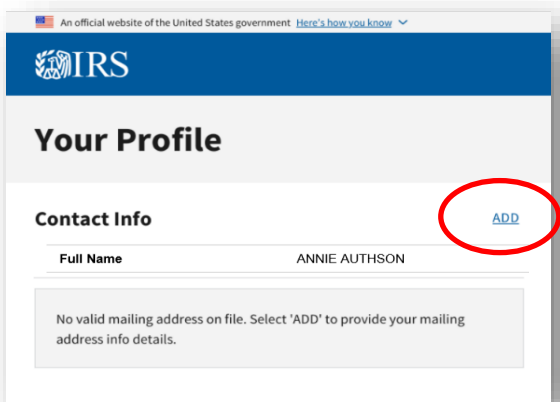 An official website of the United States government Here's how you know
IRS
Your Profile
Contact Info ADD
Full Name ANNIE AUTHSON
No valid mailing address on file. Select 'ADD' to provide your mailing
address info details.